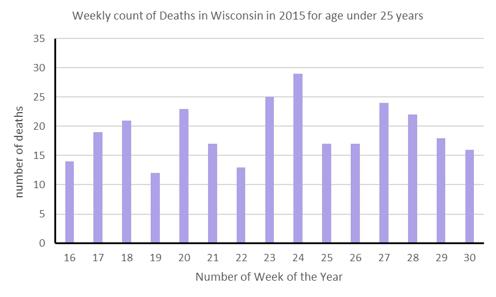 Weekly count of Deaths in Wisconsin in 2015 for age under 25 years
35
30
25
20
15
10
5
0
number of deaths
16 17 18 19 20 21 22 23 24 25 26 27 28 29 30
Number of Week of the Year